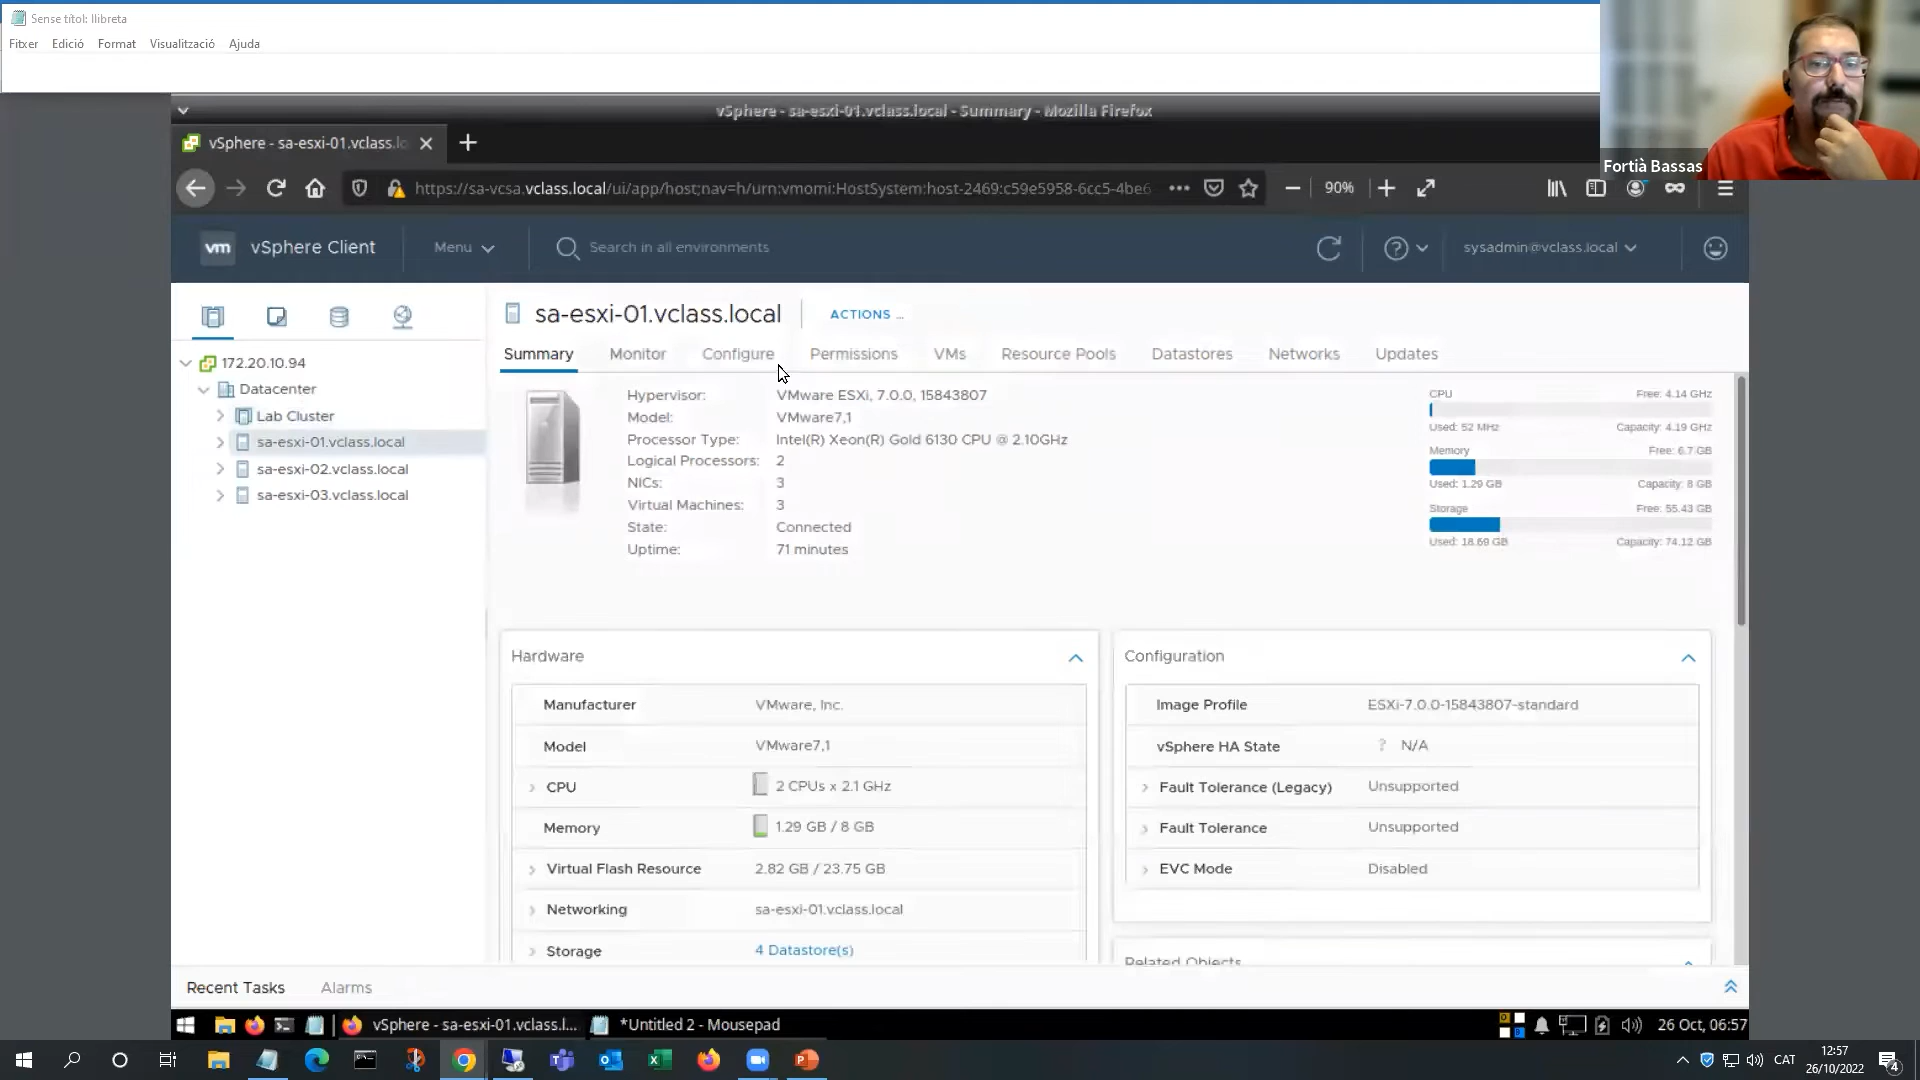 Sense títol: llibreta
Fitxer Edició Format Visualització Ajuda
Fortià Bassas
vSphere - sa-esxi-01.vclass.local - Summary - Mozilla Firefox
vSphere - sa-esxi-01.vclass.lo
https://sa-vcsa.vclass.local/ui/app/host;nav=h/urn:vmomi:HostSystem:host-2469:c59e5958-6cc5-4be6
90%
vm vSphere Client Menu Search in all environments sysadmin@vclass.local
sa-esxi-01.vclass.local ACTIONS
Summary Monitor Configure Permissions VMs Resource Pools Datastores Networks Updates
172.20.10.94
Datacenter
Lab Cluster
sa-esxi-01.vclass.local
sa-esxi-02.vclass.local
sa-esxi-03.vclass.local
Hypervisor: VMware ESXi, 7.0.0, 15843807
Model: VMware7,1
Processor Type: Intel(R) Xeon(R) Gold 6130 CPU @ 2.10GHz
Logical Processors: 2
NICs: 3
Virtual Machines: 3
State: Connected
Uptime: 71 minutes
CPU Free: 4.14 GHz
Used: 52 MHz Capacity: 4.19 GHz
Memory Free: 6.7 GB
Used: 1.29 GB Capacity: 8 GB
Storage Free: 55.43 GB
Used: 18.69 GB Capacity: 74.12 GB
Hardware
Manufacturer VMware, Inc.
Model VMware7,1
CPU 2 CPUs x 2.1 GHz
Memory 1.29 GB / 8 GB
Virtual Flash Resource 2.82 GB / 23.75 GB
Networking sa-esxi-01.vclass.local
Storage 4 Datastore(s)
Configuration
Image Profile ESXi-7.0.0-15843807-standard
vSphere HA State ? N/A
Fault Tolerance (Legacy) Unsupported
Fault Tolerance Unsupported
EVC Mode Disabled
Related Objects
Recent Tasks Alarms
vSphere - sa-esxi-01.vclass.l... *Untitled 2 - Mousepad 26 Oct, 06:57
CAT 12:57
26/10/2022
4